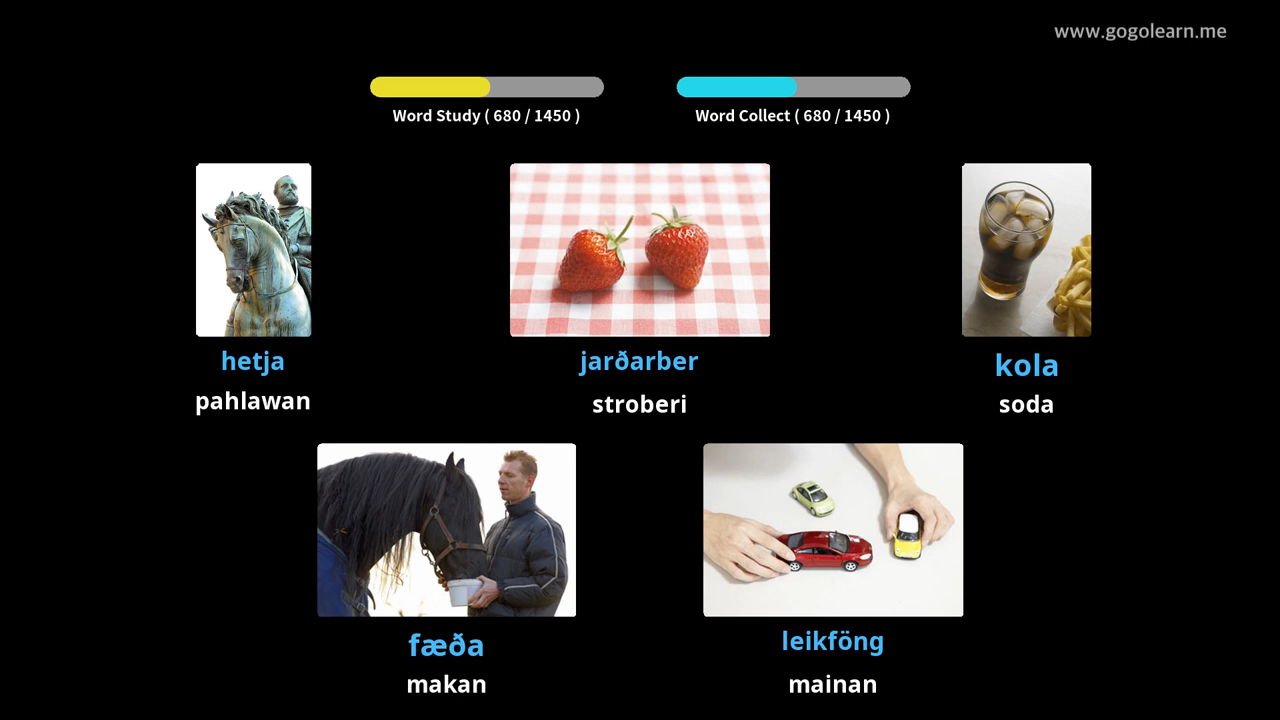 www.gogolearn.me
Word Study ( 680 / 1450 )
Word Collect ( 680 / 1450 )
hetja
pahlawan
jarðarber
stroberi
kola
soda
fæða
makan
leikföng
mainan